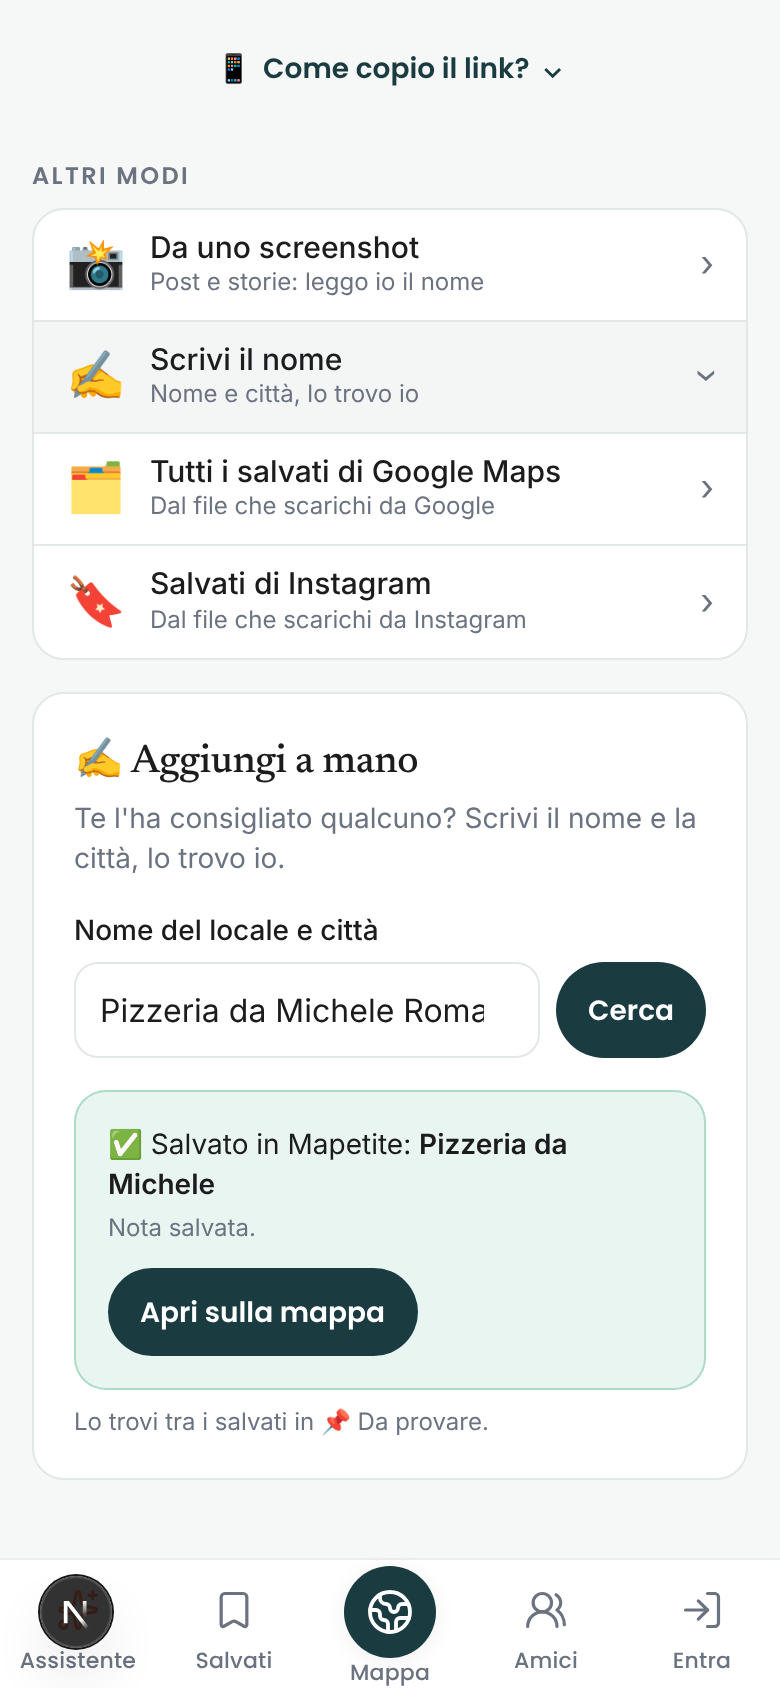 Come copio il link?
ALTRI MODI
Da uno screenshot
Post e storie: leggo io il nome
Scrivi il nome
Nome e città, lo trovo io
Tutti i salvati di Google Maps
Dal file che scarichi da Google
Salvati di Instagram
Dal file che scarichi da Instagram
Aggiungi a mano
Te l'ha consigliato qualcuno? Scrivi il nome e la
città, lo trovo io.
Nome del locale e città
Pizzeria da Michele Roma
Cerca
Salvato in Mapetite: Pizzeria da
Michele
Nota salvata.
Apri sulla mappa
Lo trovi tra i salvati in 📌 Da provare.
N
Assistente
Salvati
Mappa
Amici
Entra